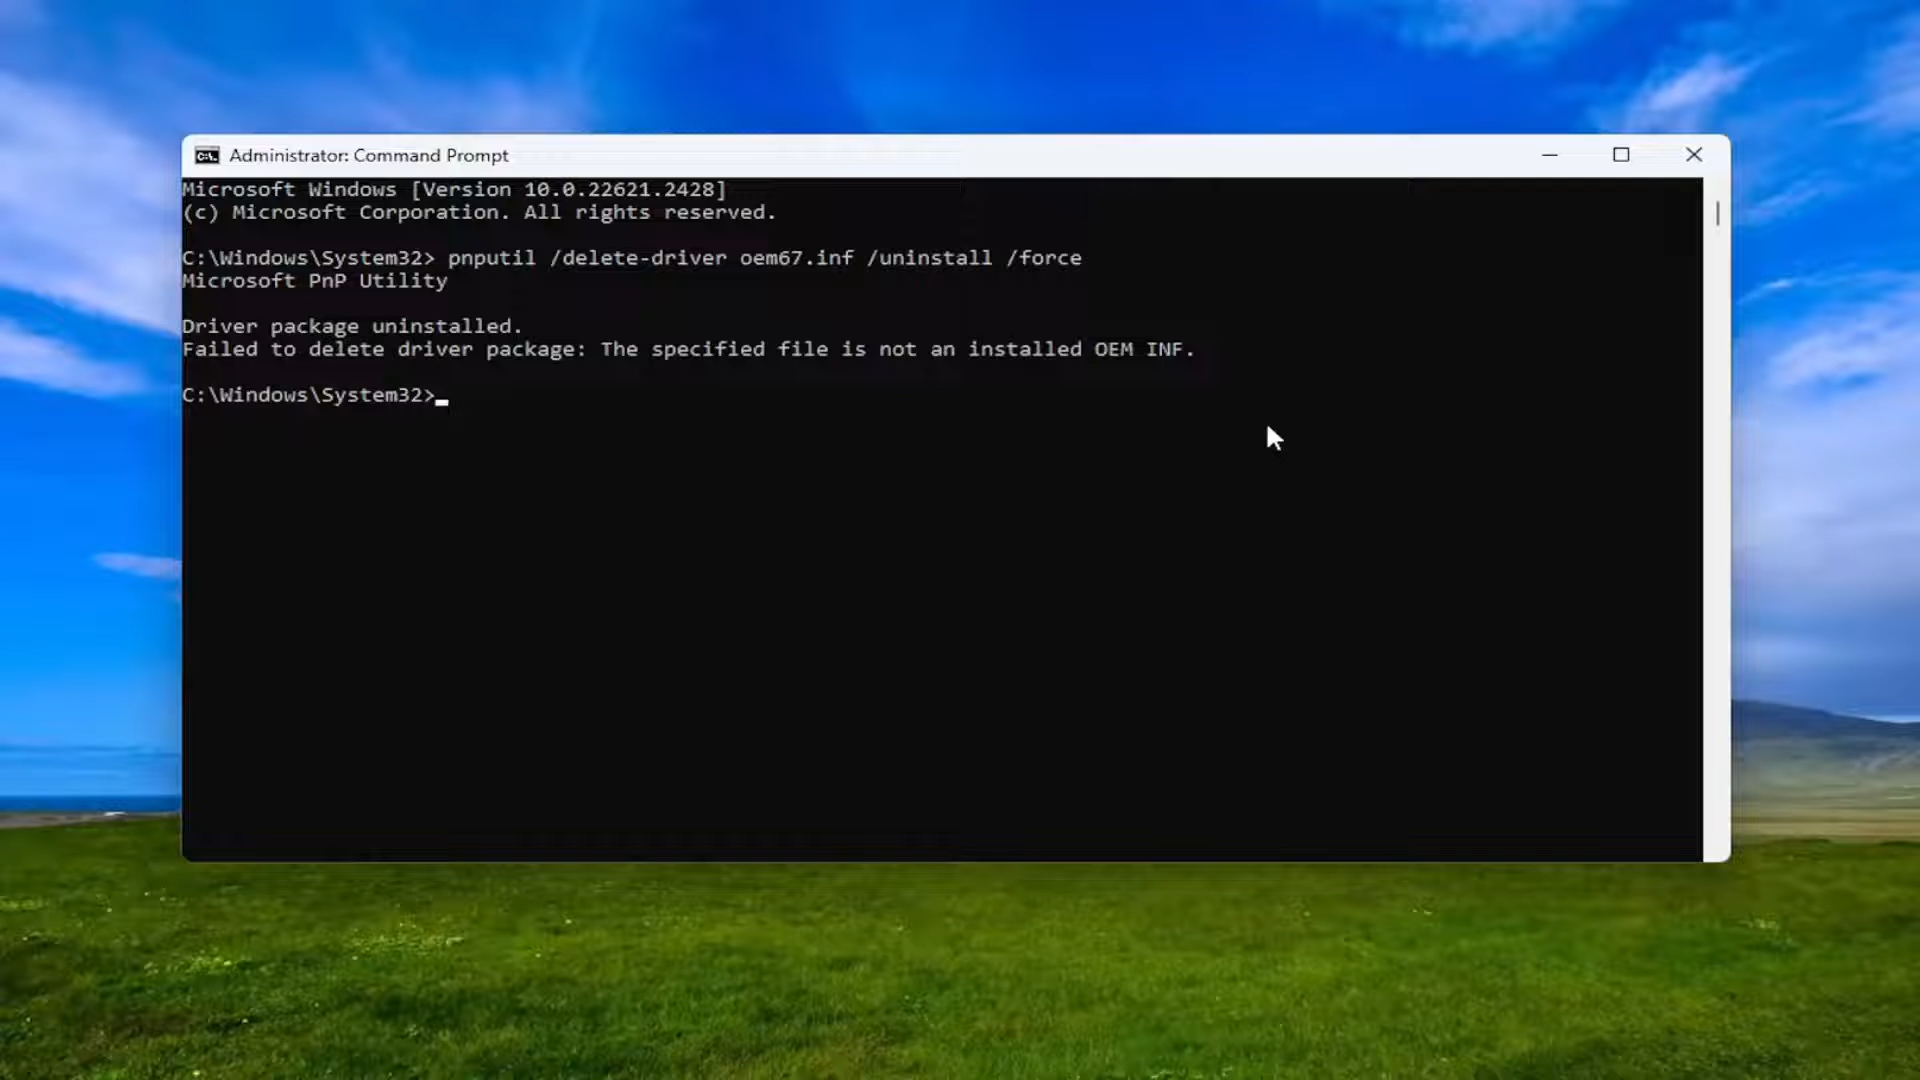 Administrator: Command Prompt
Microsoft Windows [Version 10.0.22621.2428]
(c) Microsoft Corporation. All rights reserved.
C:\Windows\System32> pnputil /delete-driver oem67.inf /uninstall /force
Microsoft PnP Utility
Driver package uninstalled.
Failed to delete driver package: The specified file is not an installed OEM INF.
C:\Windows\System32>